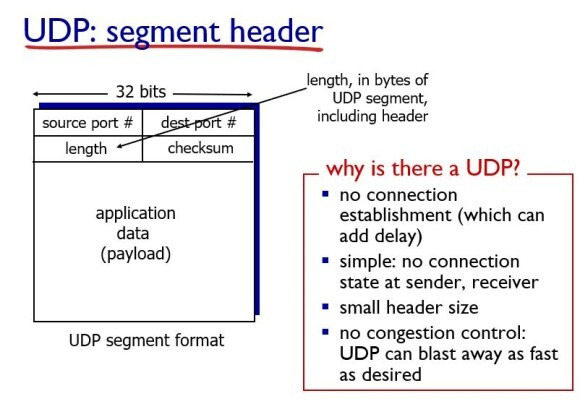 UDP: segment header
32 bits
length, in bytes of
UDP segment,
including header
source port #
dest port #
length
checksum
application
data
(payload)
UDP segment format
why is there a UDP?
no connection
establishment (which can
add delay)
simple: no connection
state at sender, receiver
small header size
no congestion control:
UDP can blast away as fast
as desired